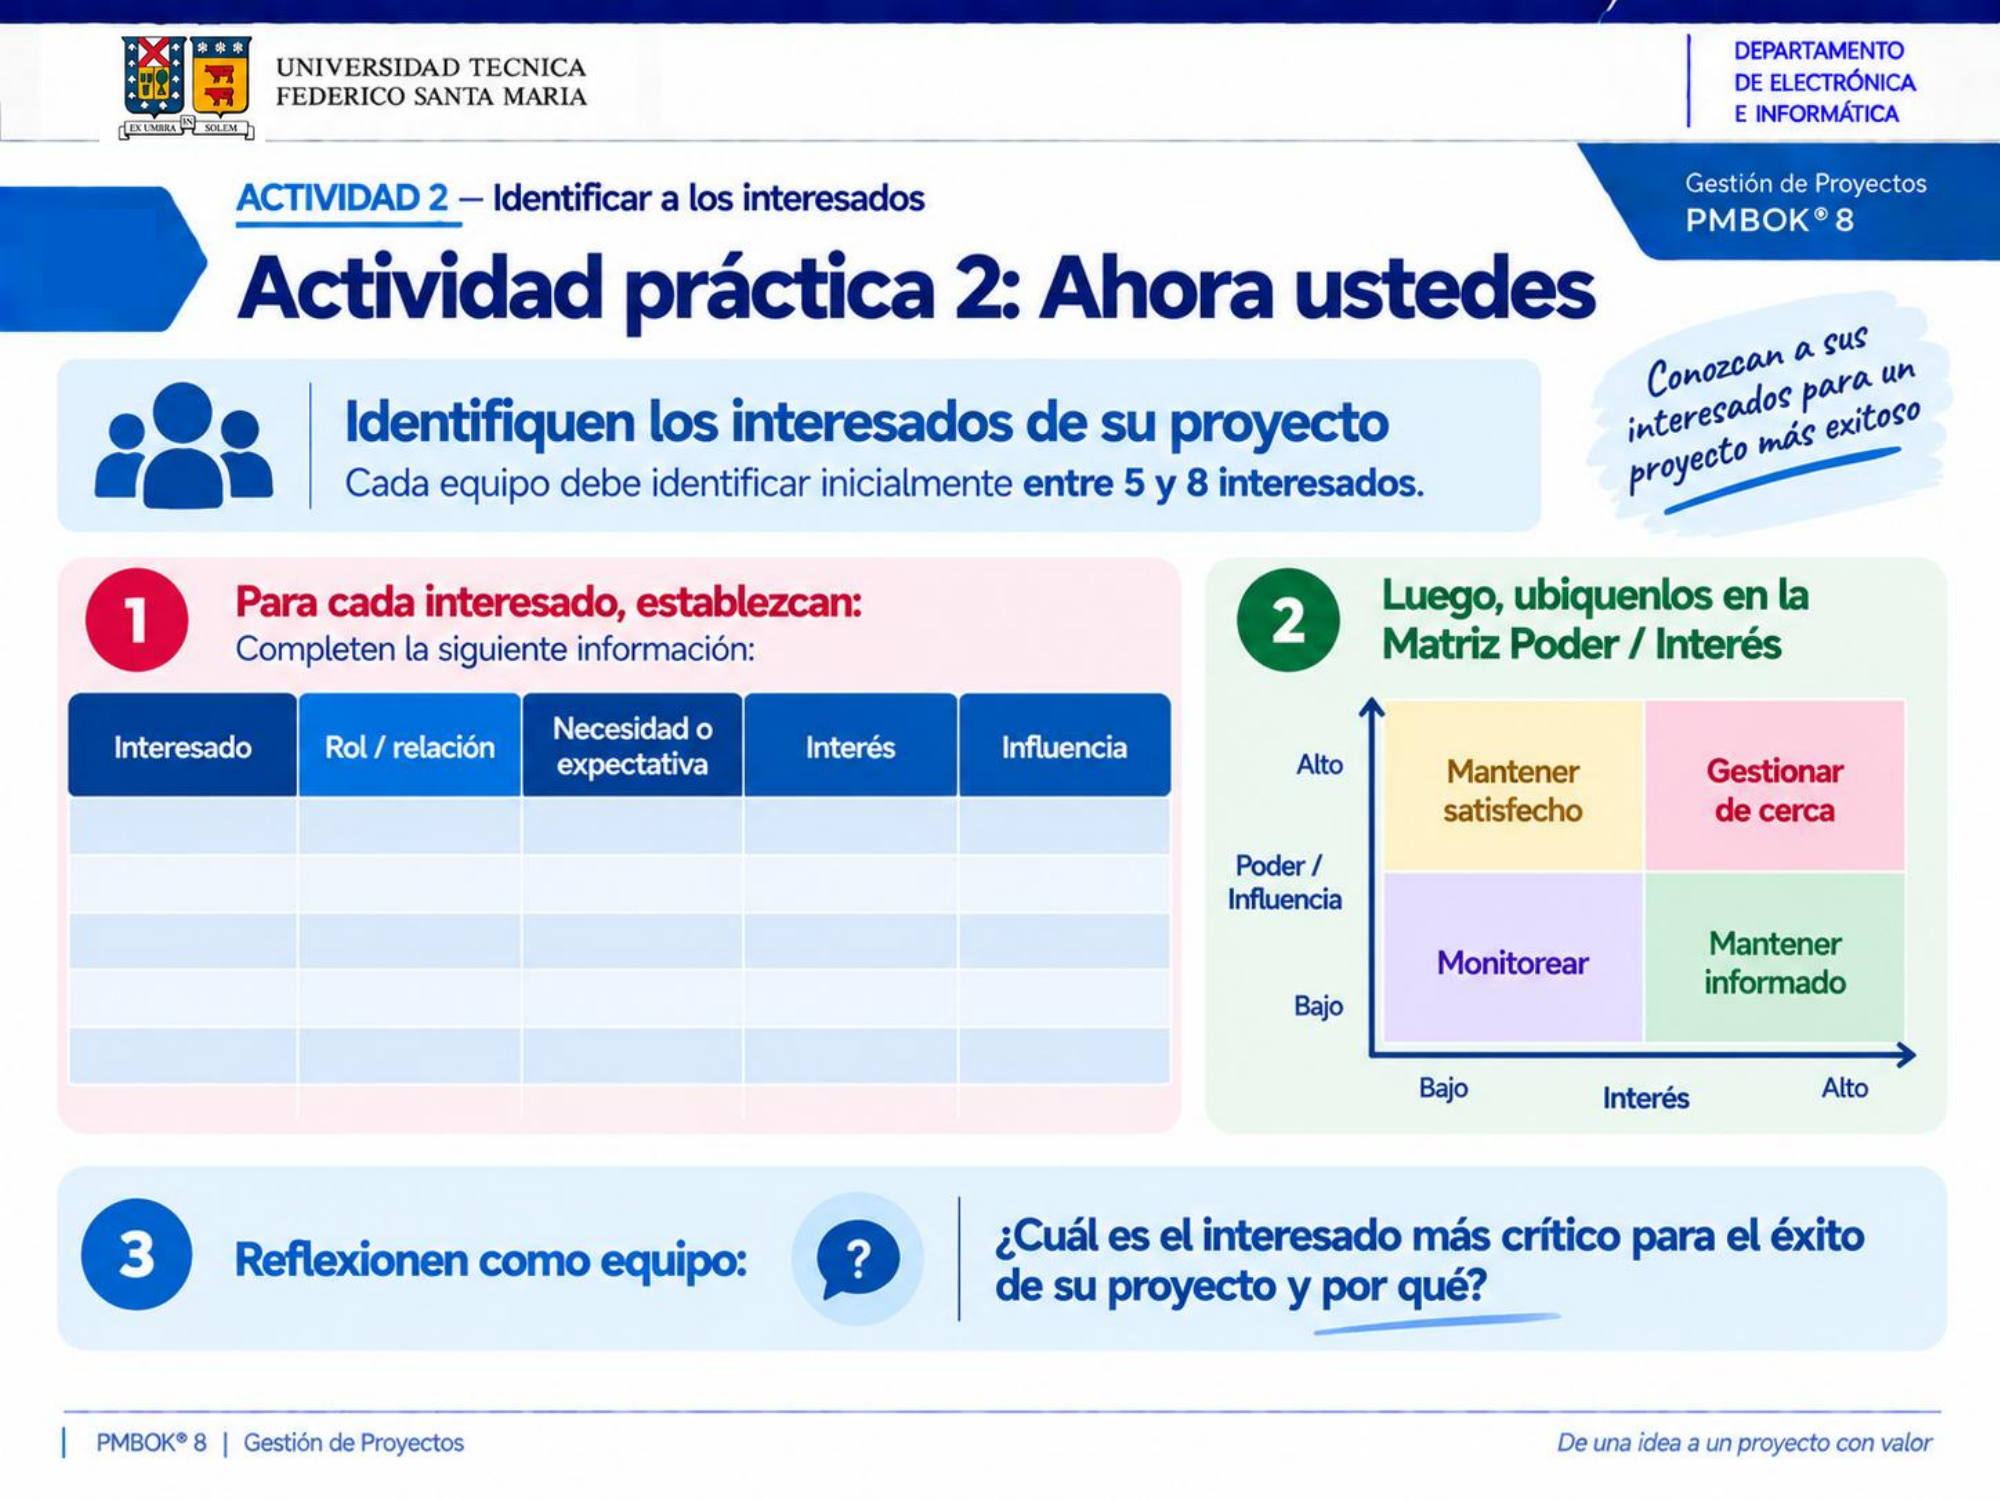 UNIVERSIDAD TECNICA
FEDERICO SANTA MARIA
EX UMBRA IN SOLEM
DEPARTAMENTO
DE ELECTRÓNICA
E INFORMÁTICA
Gestión de Proyectos
PMBOK® 8
ACTIVIDAD 2 – Identificar a los interesados
Actividad práctica 2: Ahora ustedes
Conozcan a sus
interesados para un
proyecto más exitoso
Identifiquen los interesados de su proyecto
Cada equipo debe identificar inicialmente entre 5 y 8 interesados.
1
Para cada interesado, establezcan:
Completen la siguiente información:
Interesado
Rol / relación
Necesidad o
expectativa
Interés
Influencia
2
Luego, ubiquenlos en la
Matriz Poder / Interés
Alto
Poder /
Influencia
Bajo
Mantener
satisfecho
Gestionar
de cerca
Monitorear
Mantener
informado
Bajo
Interés
Alto
3
Reflexionen como equipo:
?
¿Cuál es el interesado más crítico para el éxito
de su proyecto y por qué?
PMBOK® 8 | Gestión de Proyectos
De una idea a un proyecto con valor